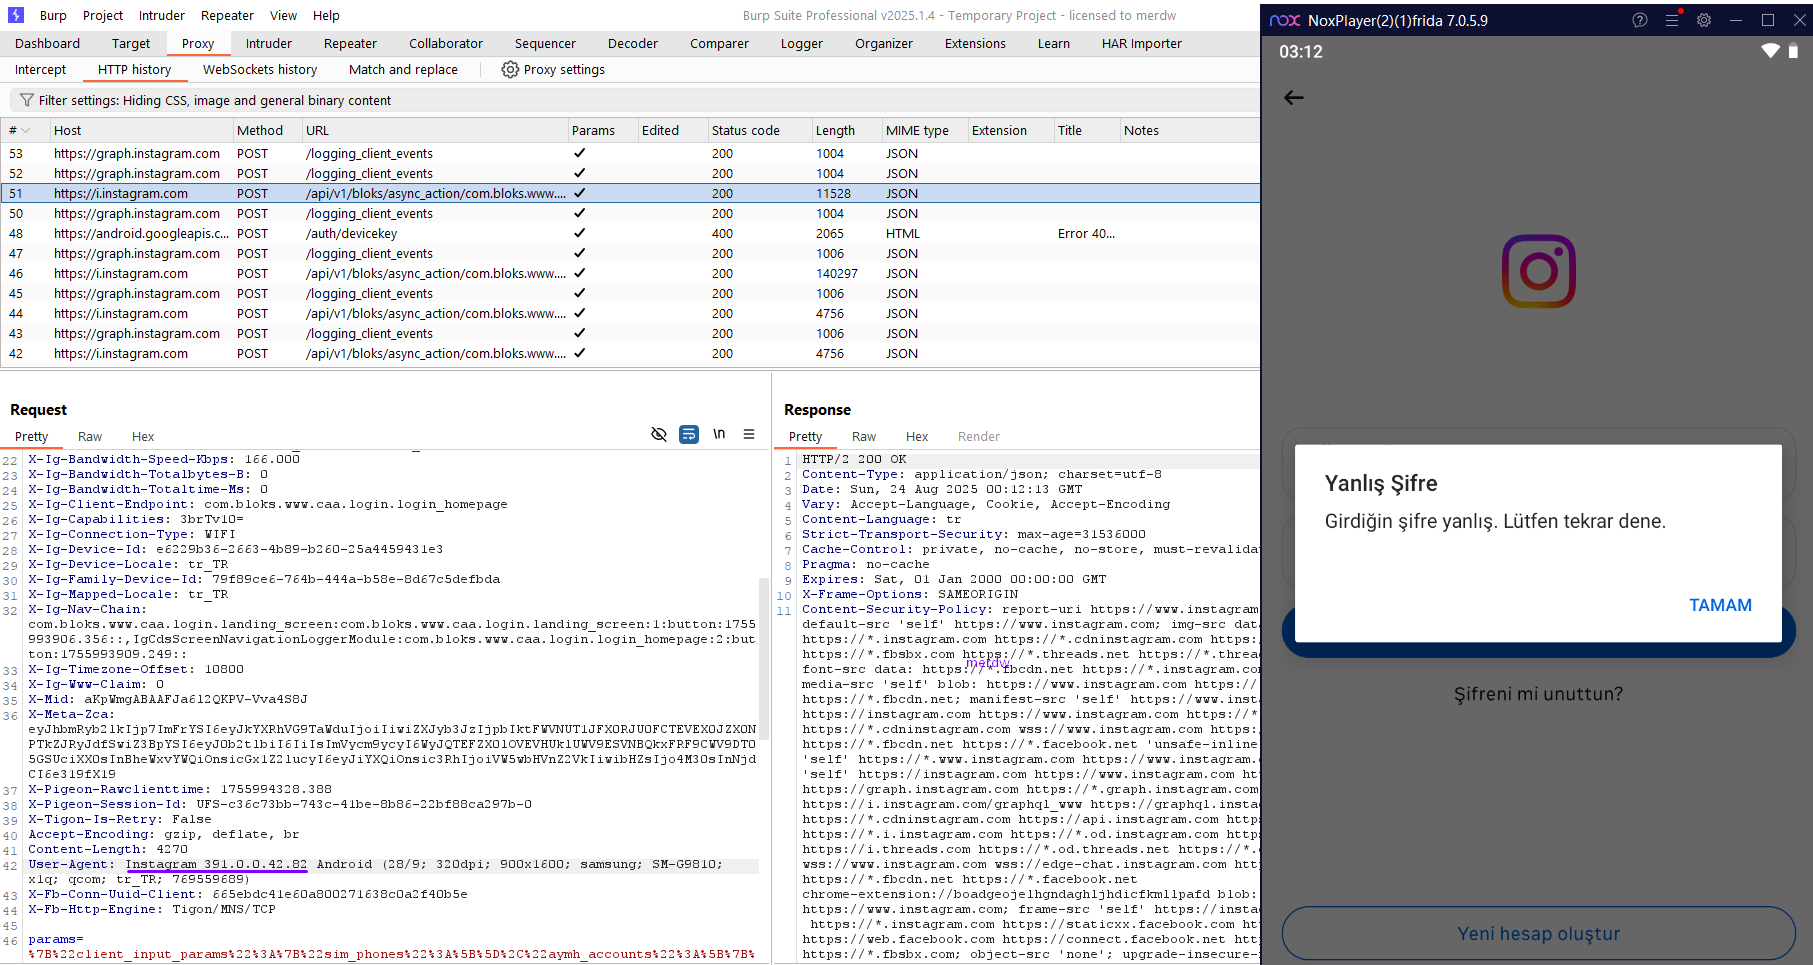 Burp Project Intruder Repeater View Help
Burp Suite Professional v2025.1.4 - Temporary Project - licensed to merdw
Dashboard Target Proxy Intruder Repeater Collaborator Sequencer Decoder Comparer Logger Organizer Extensions Learn HAR Importer
Intercept HTTP history WebSockets history Match and replace Proxy settings
Filter settings: Hiding CSS, image and general binary content
# Host Method URL Params Edited Status code Length MIME type Extension Title Notes
53 https://graph.instagram.com POST /logging_client_events ✓ 200 1004 JSON
52 https://graph.instagram.com POST /logging_client_events ✓ 200 1004 JSON
51 https://i.instagram.com POST /api/v1/bloks/async_action/com.bloks.www.... ✓ 200 11528 JSON
50 https://graph.instagram.com POST /logging_client_events ✓ 200 1004 JSON
48 https://android.googleapis.c... POST /auth/devicekey ✓ 400 2065 HTML Error 40...
47 https://graph.instagram.com POST /logging_client_events ✓ 200 1006 JSON
46 https://i.instagram.com POST /api/v1/bloks/async_action/com.bloks.www.... ✓ 200 140297 JSON
45 https://graph.instagram.com POST /logging_client_events ✓ 200 1006 JSON
44 https://i.instagram.com POST /api/v1/bloks/async_action/com.bloks.www.... ✓ 200 4756 JSON
43 https://graph.instagram.com POST /logging_client_events ✓ 200 1006 JSON
42 https://i.instagram.com POST /api/v1/bloks/async_action/com.bloks.www.... ✓ 200 4756 JSON
Request
Pretty Raw Hex
\n
22 X-Ig-Bandwidth-Speed-Kbps: 166.000
23 X-Ig-Bandwidth-Totalbytes-B: 0
24 X-Ig-Bandwidth-Totaltime-Ms: 0
25 X-Ig-Client-Endpoint: com.bloks.www.caa.login.login_homepage
26 X-Ig-Capabilities: 3brTv10=
27 X-Ig-Connection-Type: WIFI
28 X-Ig-Device-Id: e6229b36-2663-4b89-b260-25a4459431e3
29 X-Ig-Device-Locale: tr_TR
30 X-Ig-Family-Device-Id: 79f89ce6-764b-444a-b58e-8d67c5defbda
31 X-Ig-Mapped-Locale: tr_TR
32 X-Ig-Nav-Chain:
com.bloks.www.caa.login.landing_screen:com.bloks.www.caa.login.landing_screen:1:button:1755
993906.356::,IgCdsScreenNavigationLoggerModule:com.bloks.www.caa.login.login_homepage:2:but
ton:1755993909.249::
33 X-Ig-Timezone-Offset: 10800
34 X-Ig-Www-Claim: 0
35 X-Mid: aKpWmgABAAFJa6l2QKPV-Vva4S8J
36 X-Meta-Zca:
37 X-Pigeon-Rawclienttime: 1755994328.388
38 X-Pigeon-Session-Id: UFS-c36c73bb-743c-41be-8b86-22bf88ca297b-0
39 X-Tigon-Is-Retry: False
40 Accept-Encoding: gzip, deflate, br
41 Content-Length: 4270
42 User-Agent: Instagram 391.0.0.42.82 Android (28/9; 320dpi; 900x1600; samsung; SM-G9810;
x1q; qcom; tr_TR; 769559689)
43 X-Fb-Conn-Uuid-Client: 665ebdc41e60a800271638c0a2f40b5e
44 X-Fb-Http-Engine: Tigon/MNS/TCP
45
46 params=
%7B%22client_input_params%22%3A%7B%22sim_phones%22%3A%5B%5D%2C%22aymh_accounts%22%3A%5B%7B%
Response
Pretty Raw Hex Render
1 HTTP/2 200 OK
2 Content-Type: application/json; charset=utf-8
3 Date: Sun, 24 Aug 2025 00:12:13 GMT
4 Vary: Accept-Language, Cookie, Accept-Encoding
5 Content-Language: tr
6 Strict-Transport-Security: max-age=31536000
7 Cache-Control: private, no-cache, no-store, must-revalida
8 Pragma: no-cache
9 Expires: Sat, 01 Jan 2000 00:00:00 GMT
10 X-Frame-Options: SAMEORIGIN
11 Content-Security-Policy: report-uri https://www.instagram
default-src 'self' https://www.instagram.com; img-src dat
https://*.instagram.com https://*.cdninstagram.com https:
https://*.fbsbx.com https://*.threads.net https://*.threa
merdw
font-src data: https://*.fbcdn.net https://*.instagram.co
media-src 'self' blob: https://www.instagram.com https://
https://*.fbcdn.net; manifest-src 'self' https://www.inst
https://instagram.com https://www.instagram.com https://*
*.cdninstagram.com wss://www.instagram.com https:
https://*.fbcdn.net https://*.facebook.net 'unsafe-inline
'self' https://*.www.instagram.com https://www.instagram.
'self' https://instagram.com https://www.instagram.com ht
https://graph.instagram.com https://*.graph.instagram.com
https://i.instagram.com/graphql_www https://graphql.insta
https://*.cdninstagram.com https://api.instagram.com http
https://*.i.instagram.com https://*.od.instagram.com http
https://i.threads.com https://*.od.threads.net https://*.
wss://www.instagram.com wss://edge-chat.instagram.com htt
https://*.fbcdn.net https://*.facebook.net
chrome-extension://boadgeojelhgndaghljhdicfkmllpafd blob:
https://www.instagram.com; frame-src 'self' https://insta
https://*.instagram.com https://staticxx.facebook.com htt
https://web.facebook.com https://connect.facebook.net htt
https://*.fbsbx.com; object-src 'none'; upgrade-insecure-
nox NoxPlayer(2)(1)frida 7.0.5.9
03:12
Yanlış Şifre
Girdiğin şifre yanlış. Lütfen tekrar dene.
TAMAM
Şifreni mi unuttun?
Yeni hesap oluştur